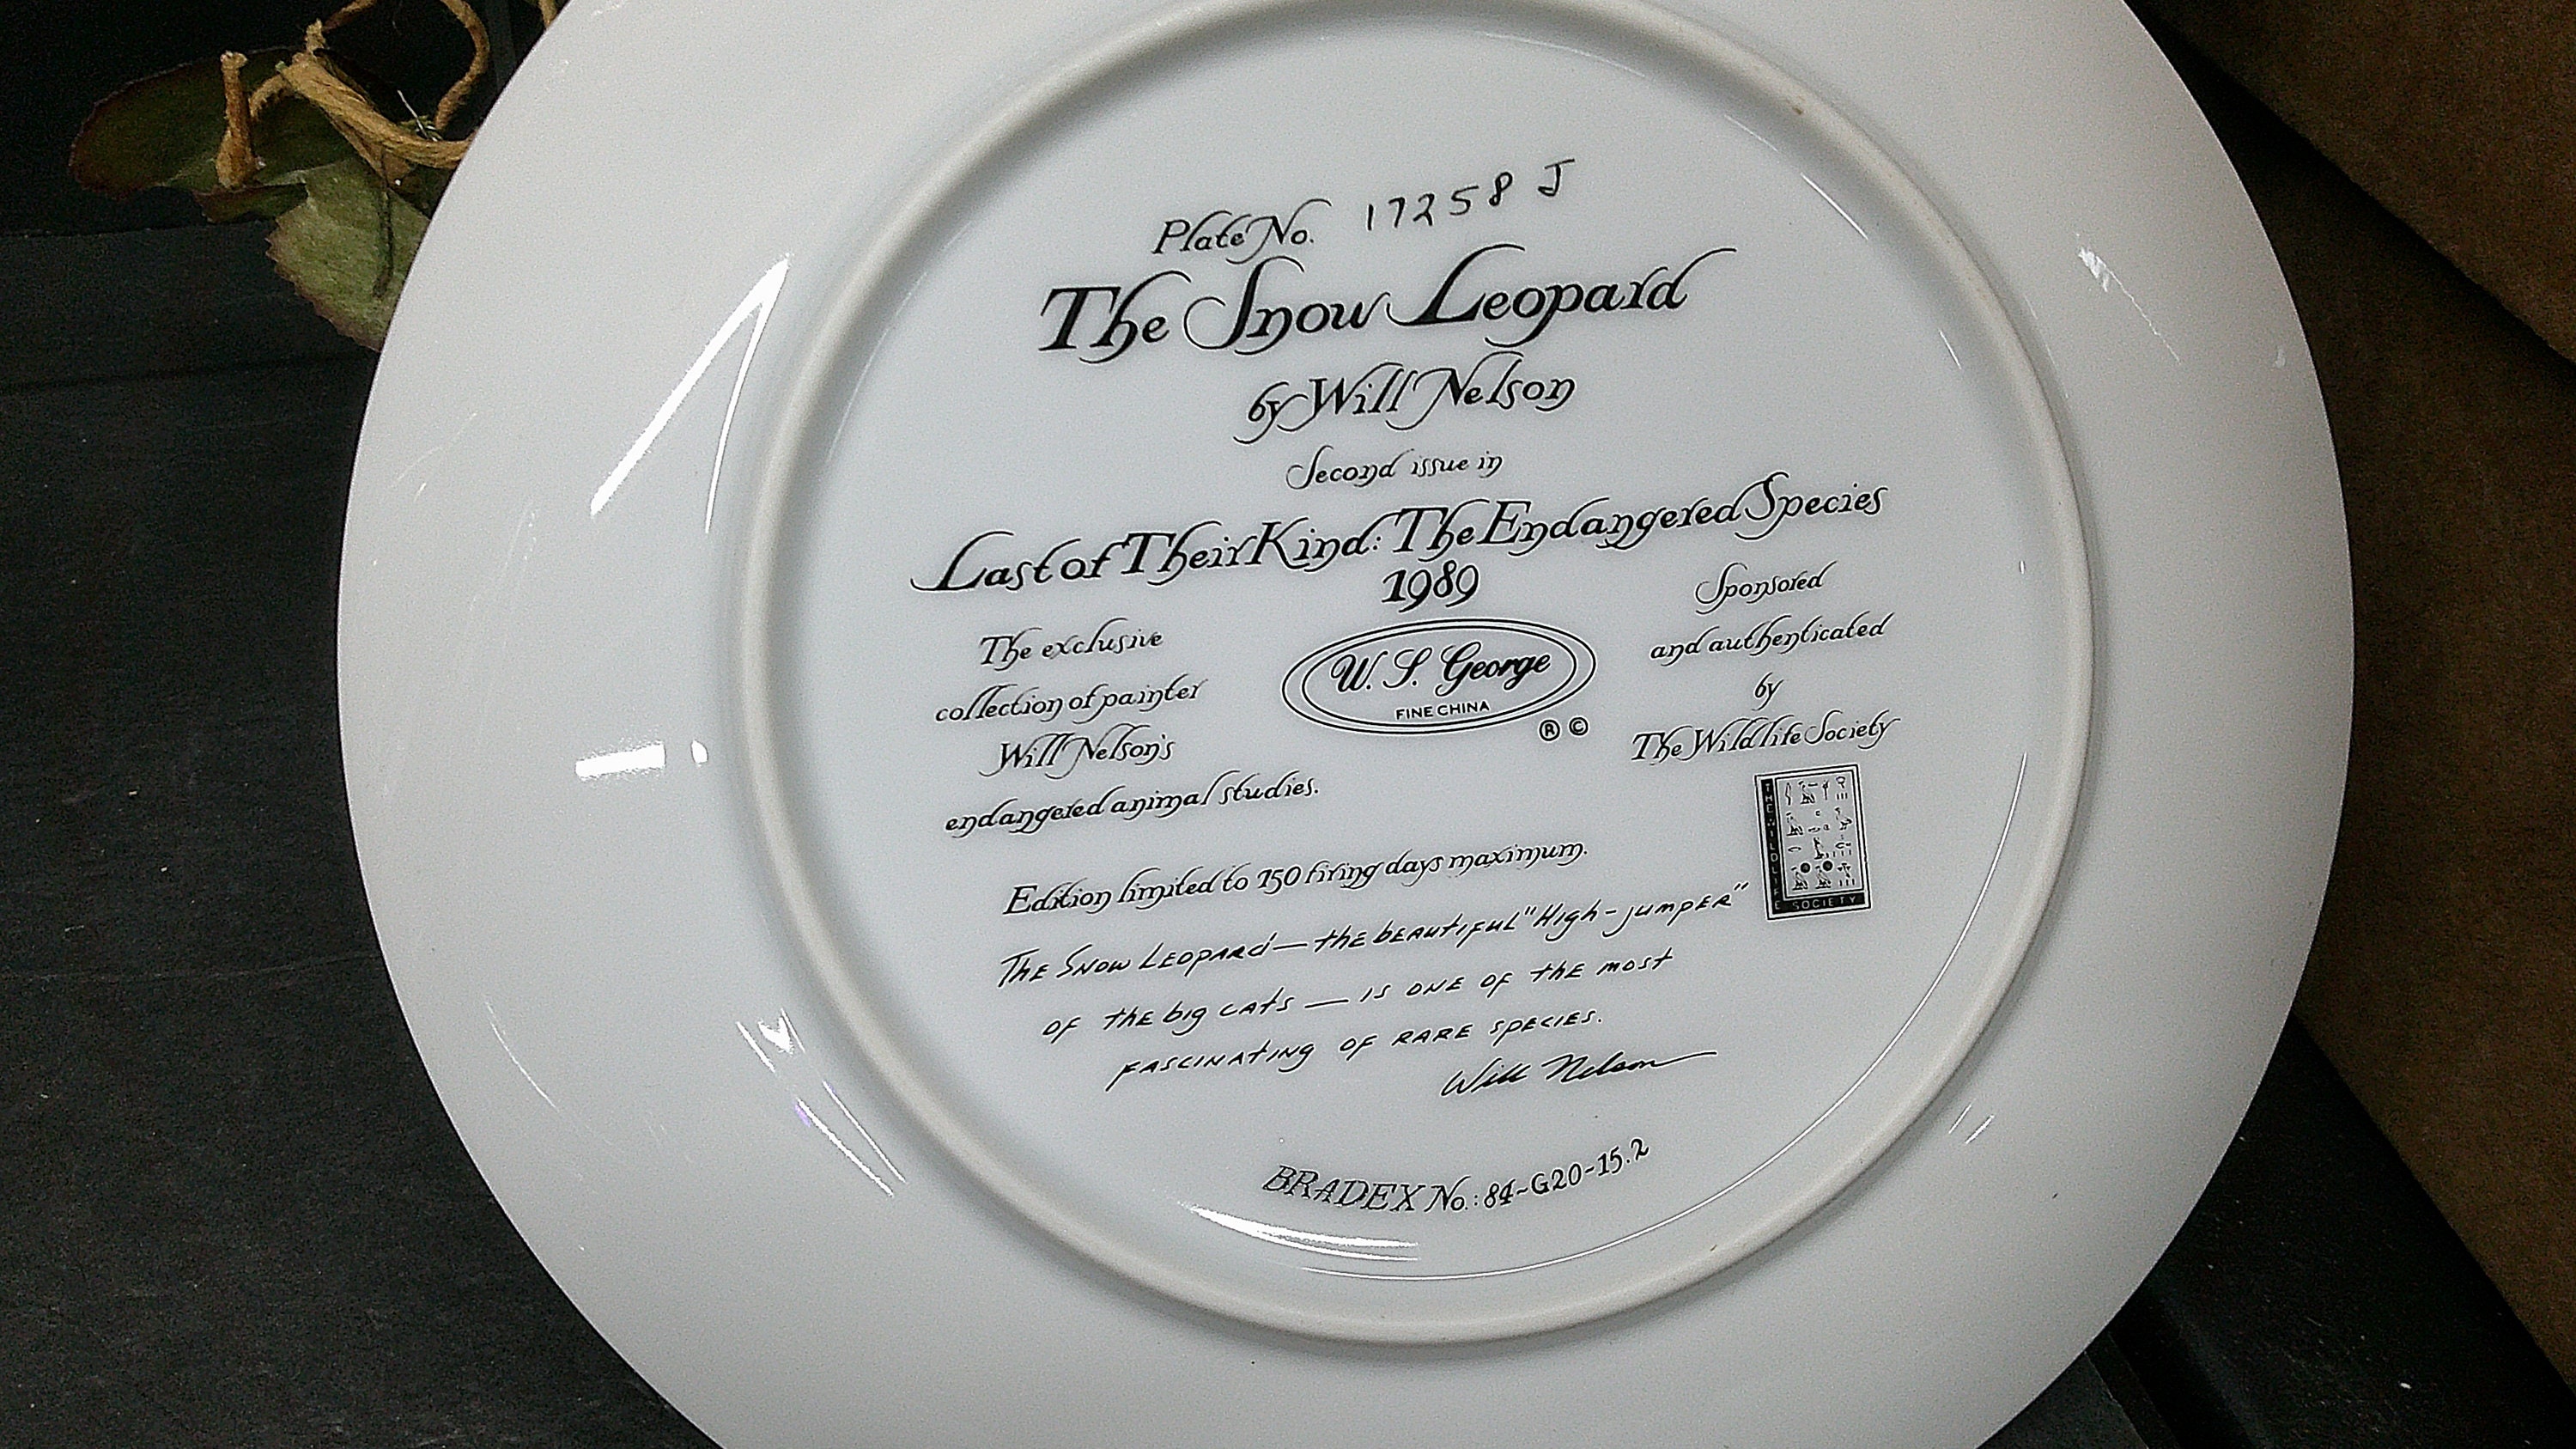 Plate No. 17258 J
The Snow Leopard
by Will Nelson
Second issue in
Last of Their Kind: The Endangered Species
1989
The exclusive
collection of painter
Will Nelson's
endangered animal studies.
W. S. George
FINE CHINA
® ©
Sponsored
and authenticated
by
The Wildlife Society
THE WILDLIFE SOCIETY
Edition limited to 150 firing days maximum.
The Snow Leopard — the beautiful "High-jumper"
of the big cats — is one of the most
fascinating of rare species.
Will Nelson
BRADEX No.: 84-G20-15.2